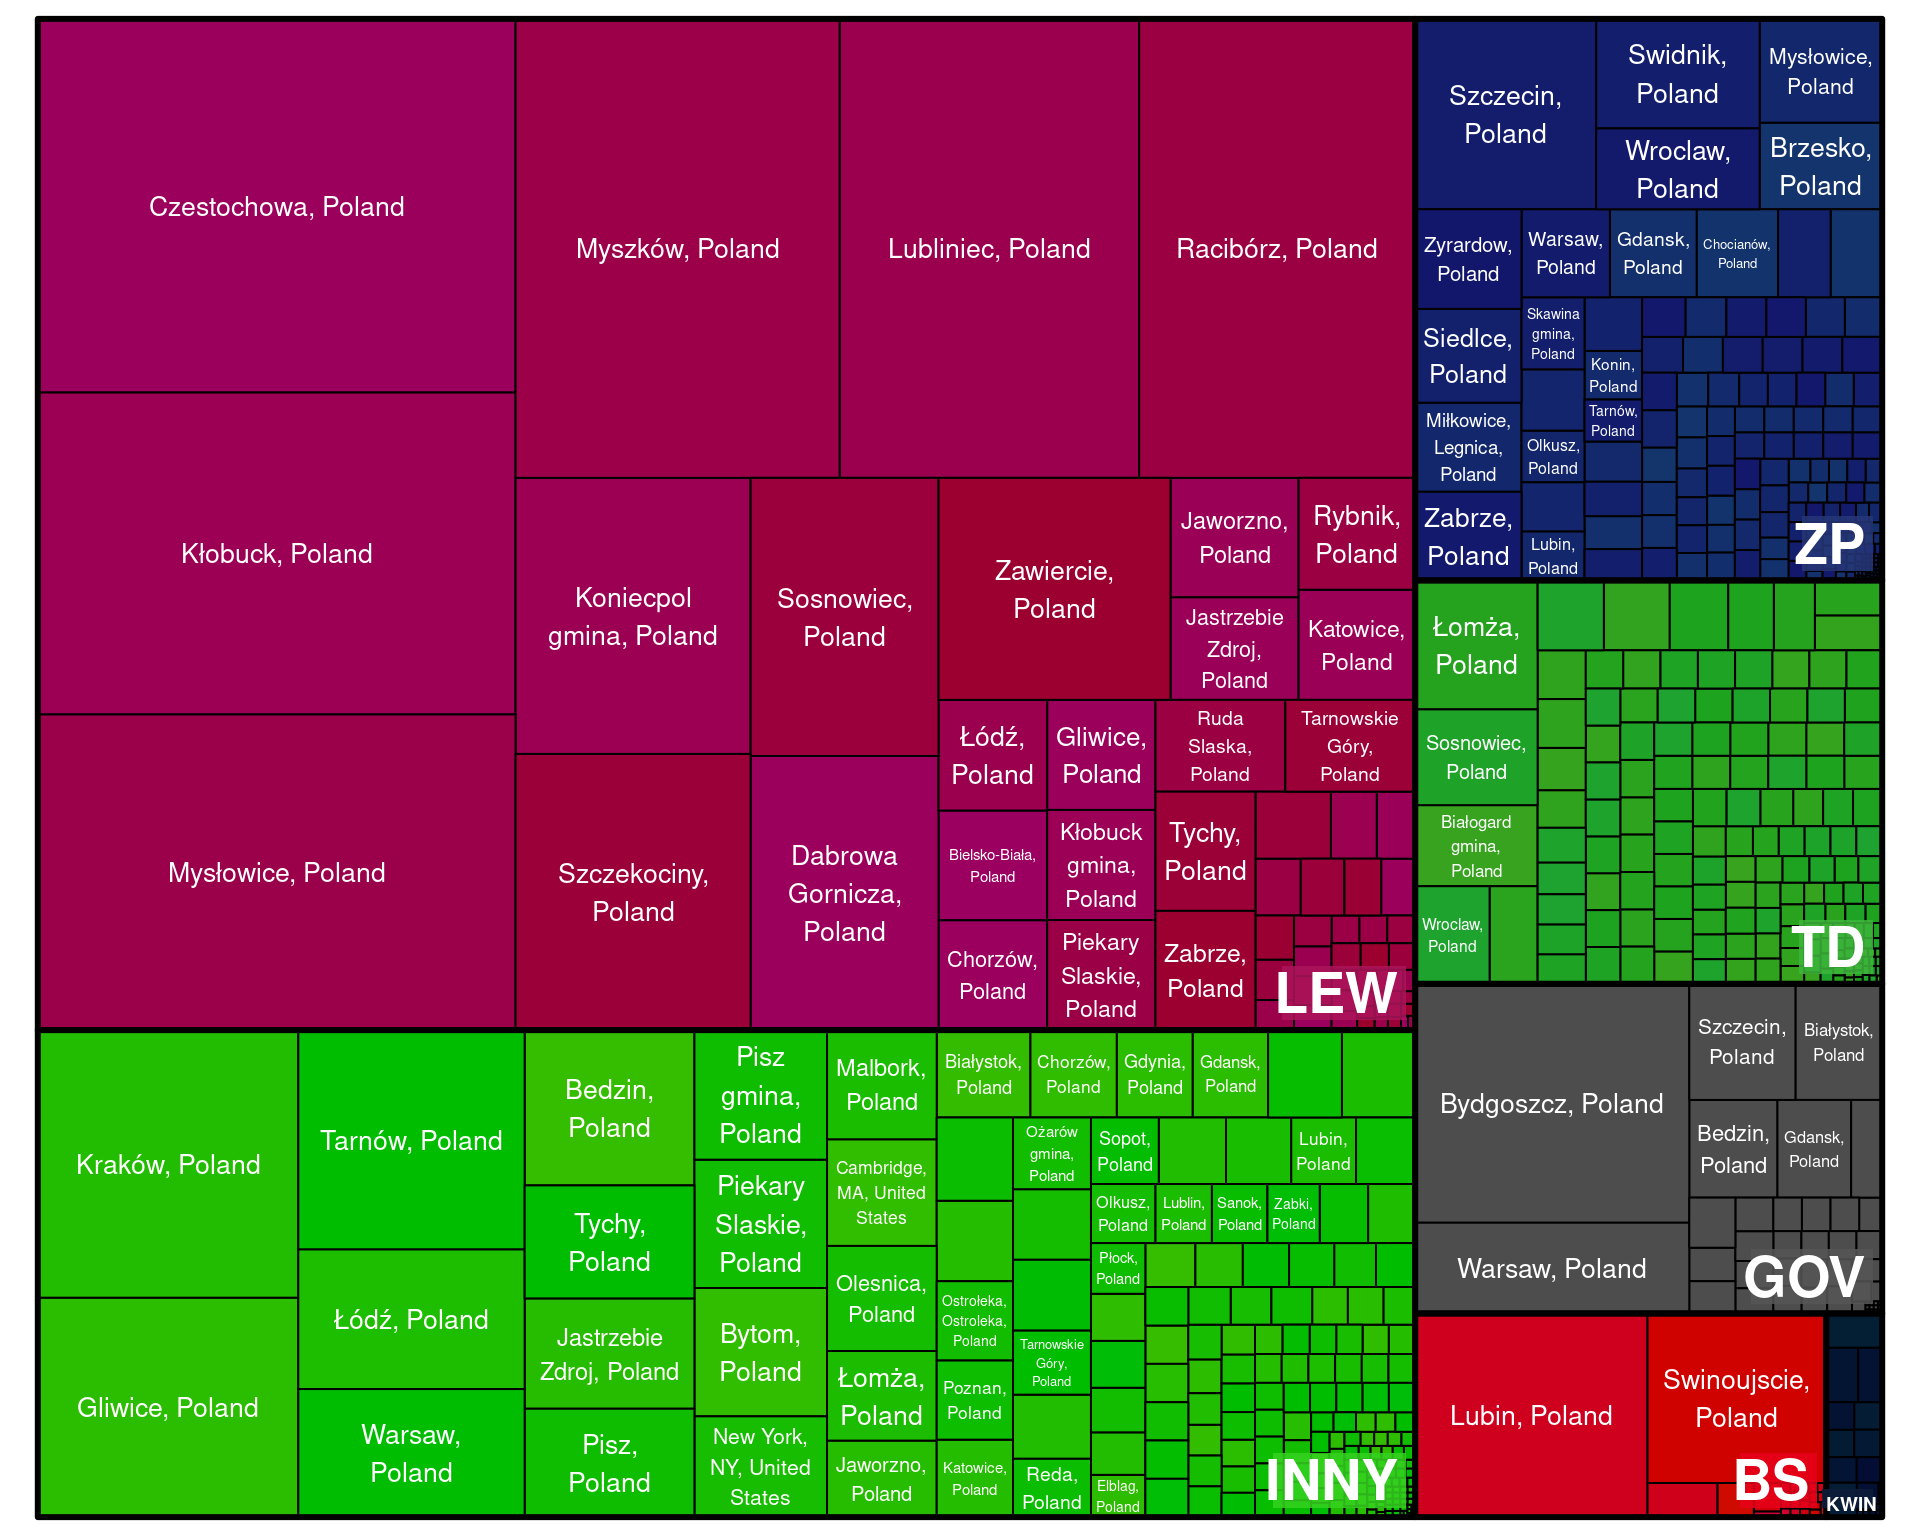 Czestochowa, Poland
Kłobuck, Poland
Mysłowice, Poland
Myszków, Poland
Lubliniec, Poland
Racibórz, Poland
Koniecpol
gmina, Poland
Szczekociny,
Poland
Sosnowiec,
Poland
Dabrowa
Gornicza,
Poland
Zawiercie,
Poland
Jaworzno,
Poland
Jastrzebie
Zdroj,
Poland
Rybnik,
Poland
Katowice,
Poland
Łódź,
Poland
Bielsko-Biała,
Poland
Chorzów,
Poland
Gliwice,
Poland
Kłobuck
gmina,
Poland
Piekary
Slaskie,
Poland
Ruda
Slaska,
Poland
Tarnowskie
Góry,
Poland
Tychy,
Poland
Zabrze,
Poland
LEW
Szczecin,
Poland
Swidnik,
Poland
Wroclaw,
Poland
Mysłowice,
Poland
Brzesko,
Poland
Zyrardow,
Poland
Siedlce,
Poland
Miłkowice,
Legnica,
Poland
Zabrze,
Poland
Warsaw,
Poland
Gdansk,
Poland
Chocianów,
Poland
Skawina
gmina,
Poland
Olkusz,
Poland
Lubin,
Poland
Konin,
Poland
Tarnów,
Poland
ZP
Łomża,
Poland
Sosnowiec,
Poland
Białogard
gmina,
Poland
Wroclaw,
Poland
TD
Bydgoszcz, Poland
Warsaw, Poland
Szczecin,
Poland
Białystok,
Poland
Bedzin,
Poland
Gdansk,
Poland
GOV
Lubin, Poland
Swinoujscie,
Poland
BS
KWIN
Kraków, Poland
Gliwice, Poland
Tarnów, Poland
Łódź, Poland
Warsaw,
Poland
Bedzin,
Poland
Tychy,
Poland
Jastrzebie
Zdroj, Poland
Pisz,
Poland
Pisz
gmina,
Poland
Piekary
Slaskie,
Poland
Bytom,
Poland
New York,
NY, United
States
Malbork,
Poland
Cambridge,
MA, United
States
Olesnica,
Poland
Łomża,
Poland
Jaworzno,
Poland
Białystok,
Poland
Chorzów,
Poland
Gdynia,
Poland
Gdansk,
Poland
Ostrołeka,
Ostroleka,
Poland
Poznan,
Poland
Katowice,
Poland
Ożarów
gmina,
Poland
Tarnowskie
Góry,
Poland
Reda,
Poland
Sopot,
Poland
Lubin,
Poland
Olkusz,
Poland
Lublin,
Poland
Sanok,
Poland
Zabki,
Poland
Płock,
Poland
Elblag,
Poland
INNY